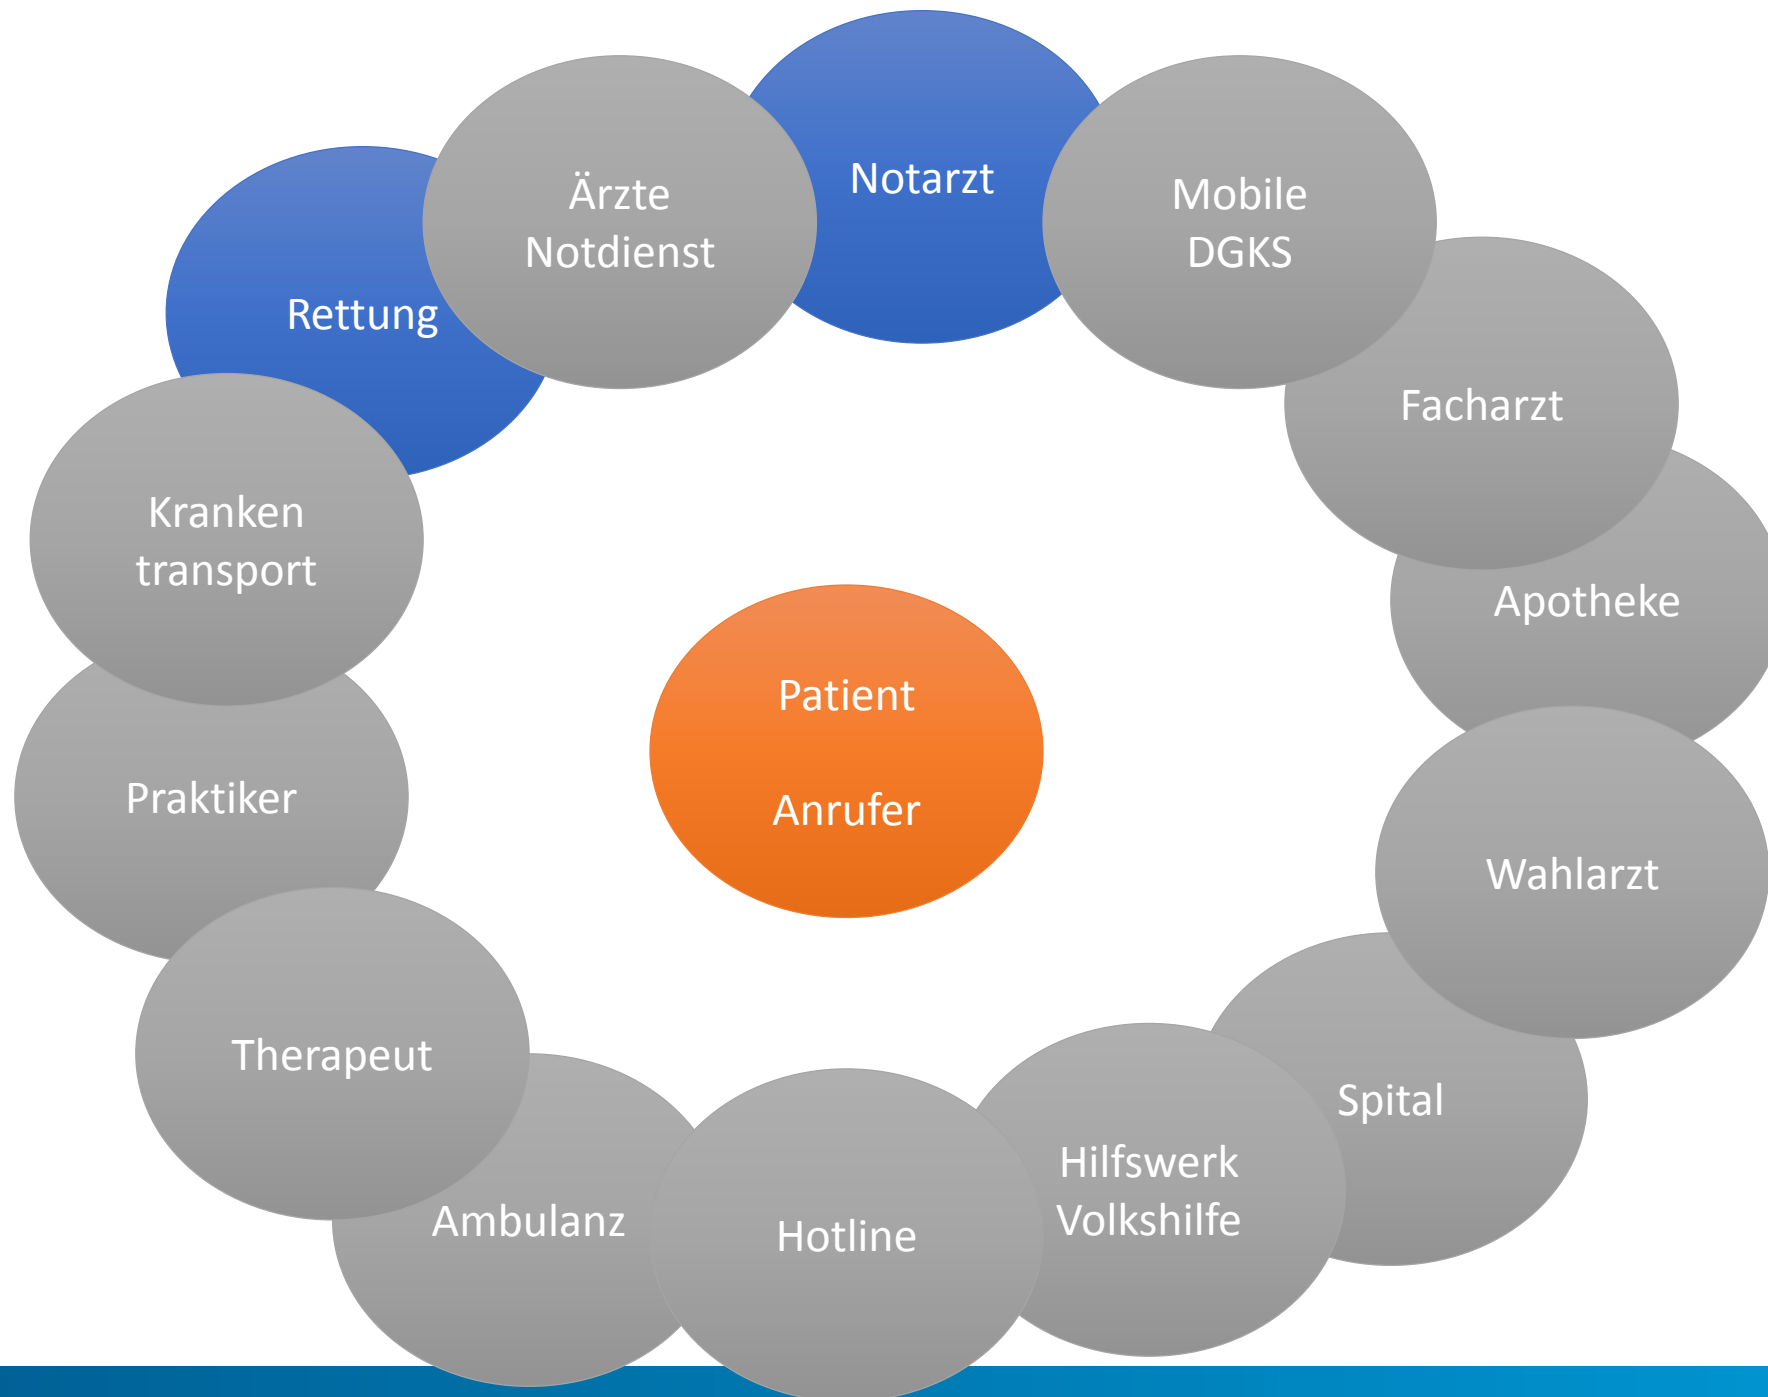 Notarzt
Ärzte
Notdienst
Mobile
DGKS
Rettung
Facharzt
Kranken
transport
Apotheke
Patient
Anrufer
Praktiker
Wahlarzt
Therapeut
Spital
Hilfswerk
Volkshilfe
Ambulanz
Hotline